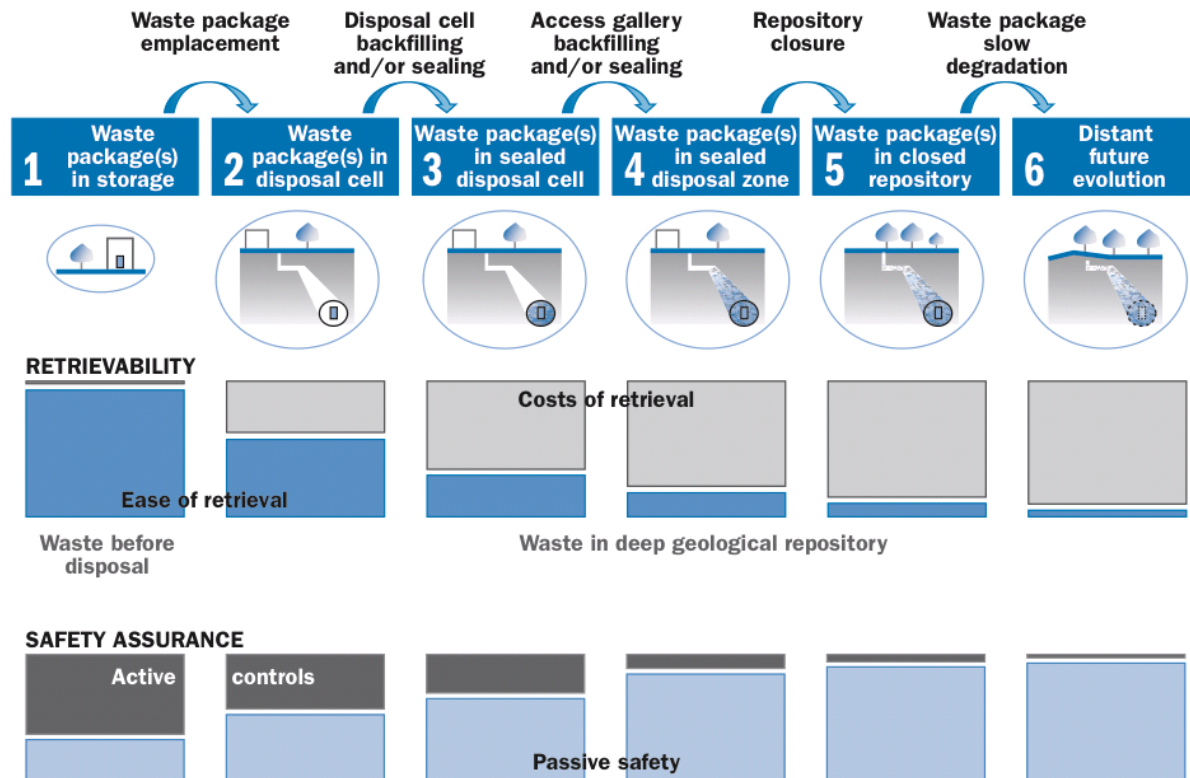 Waste package
emplacement
Disposal cell
backfilling
and/or sealing
Access gallery
backfilling
and/or sealing
Repository
closure
Waste package
slow
degradation
1
Waste
package(s)
in storage
2
Waste
package(s) in
disposal cell
3
Waste package(s)
in sealed
disposal cell
4
Waste package(s)
in sealed
disposal zone
5
Waste package(s)
in closed
repository
6
Distant
future
evolution
RETRIEVABILITY
Costs of retrieval
Ease of retrieval
Waste before
disposal
Waste in deep geological repository
SAFETY ASSURANCE
Active controls
Passive safety